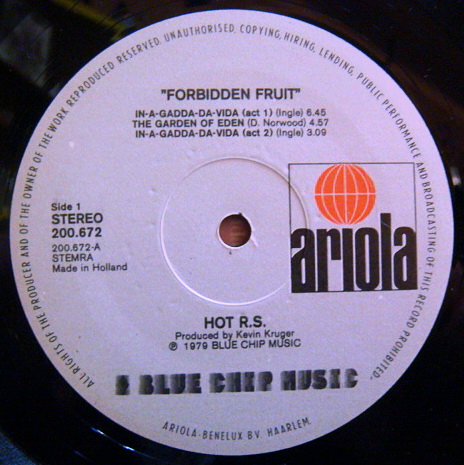 ALL RIGHTS OF THE PRODUCER AND OF THE OWNER OF THE WORK REPRODUCED RESERVED. UNAUTHORISED, COPYING, HIRING, LENDING, PUBLIC PERFORMANCE AND BROADCASTING OF THIS RECORD PROHIBITED.
"FORBIDDEN FRUIT"
IN-A-GADDA-DA-VIDA (act 1) (Ingle) 6.45
THE GARDEN OF EDEN (D. Norwood) 4.57
IN-A-GADDA-DA-VIDA (act 2) (Ingle) 3.09
Side 1
STEREO
200.672
200.672-A
STEMRA
Made in Holland
ariola
HOT R.S.
Produced by Kevin Kruger
℗ 1979 BLUE CHIP MUSIC
BLUE CHIP MUSIC
ARIOLA-BENELUX B.V. HAARLEM.